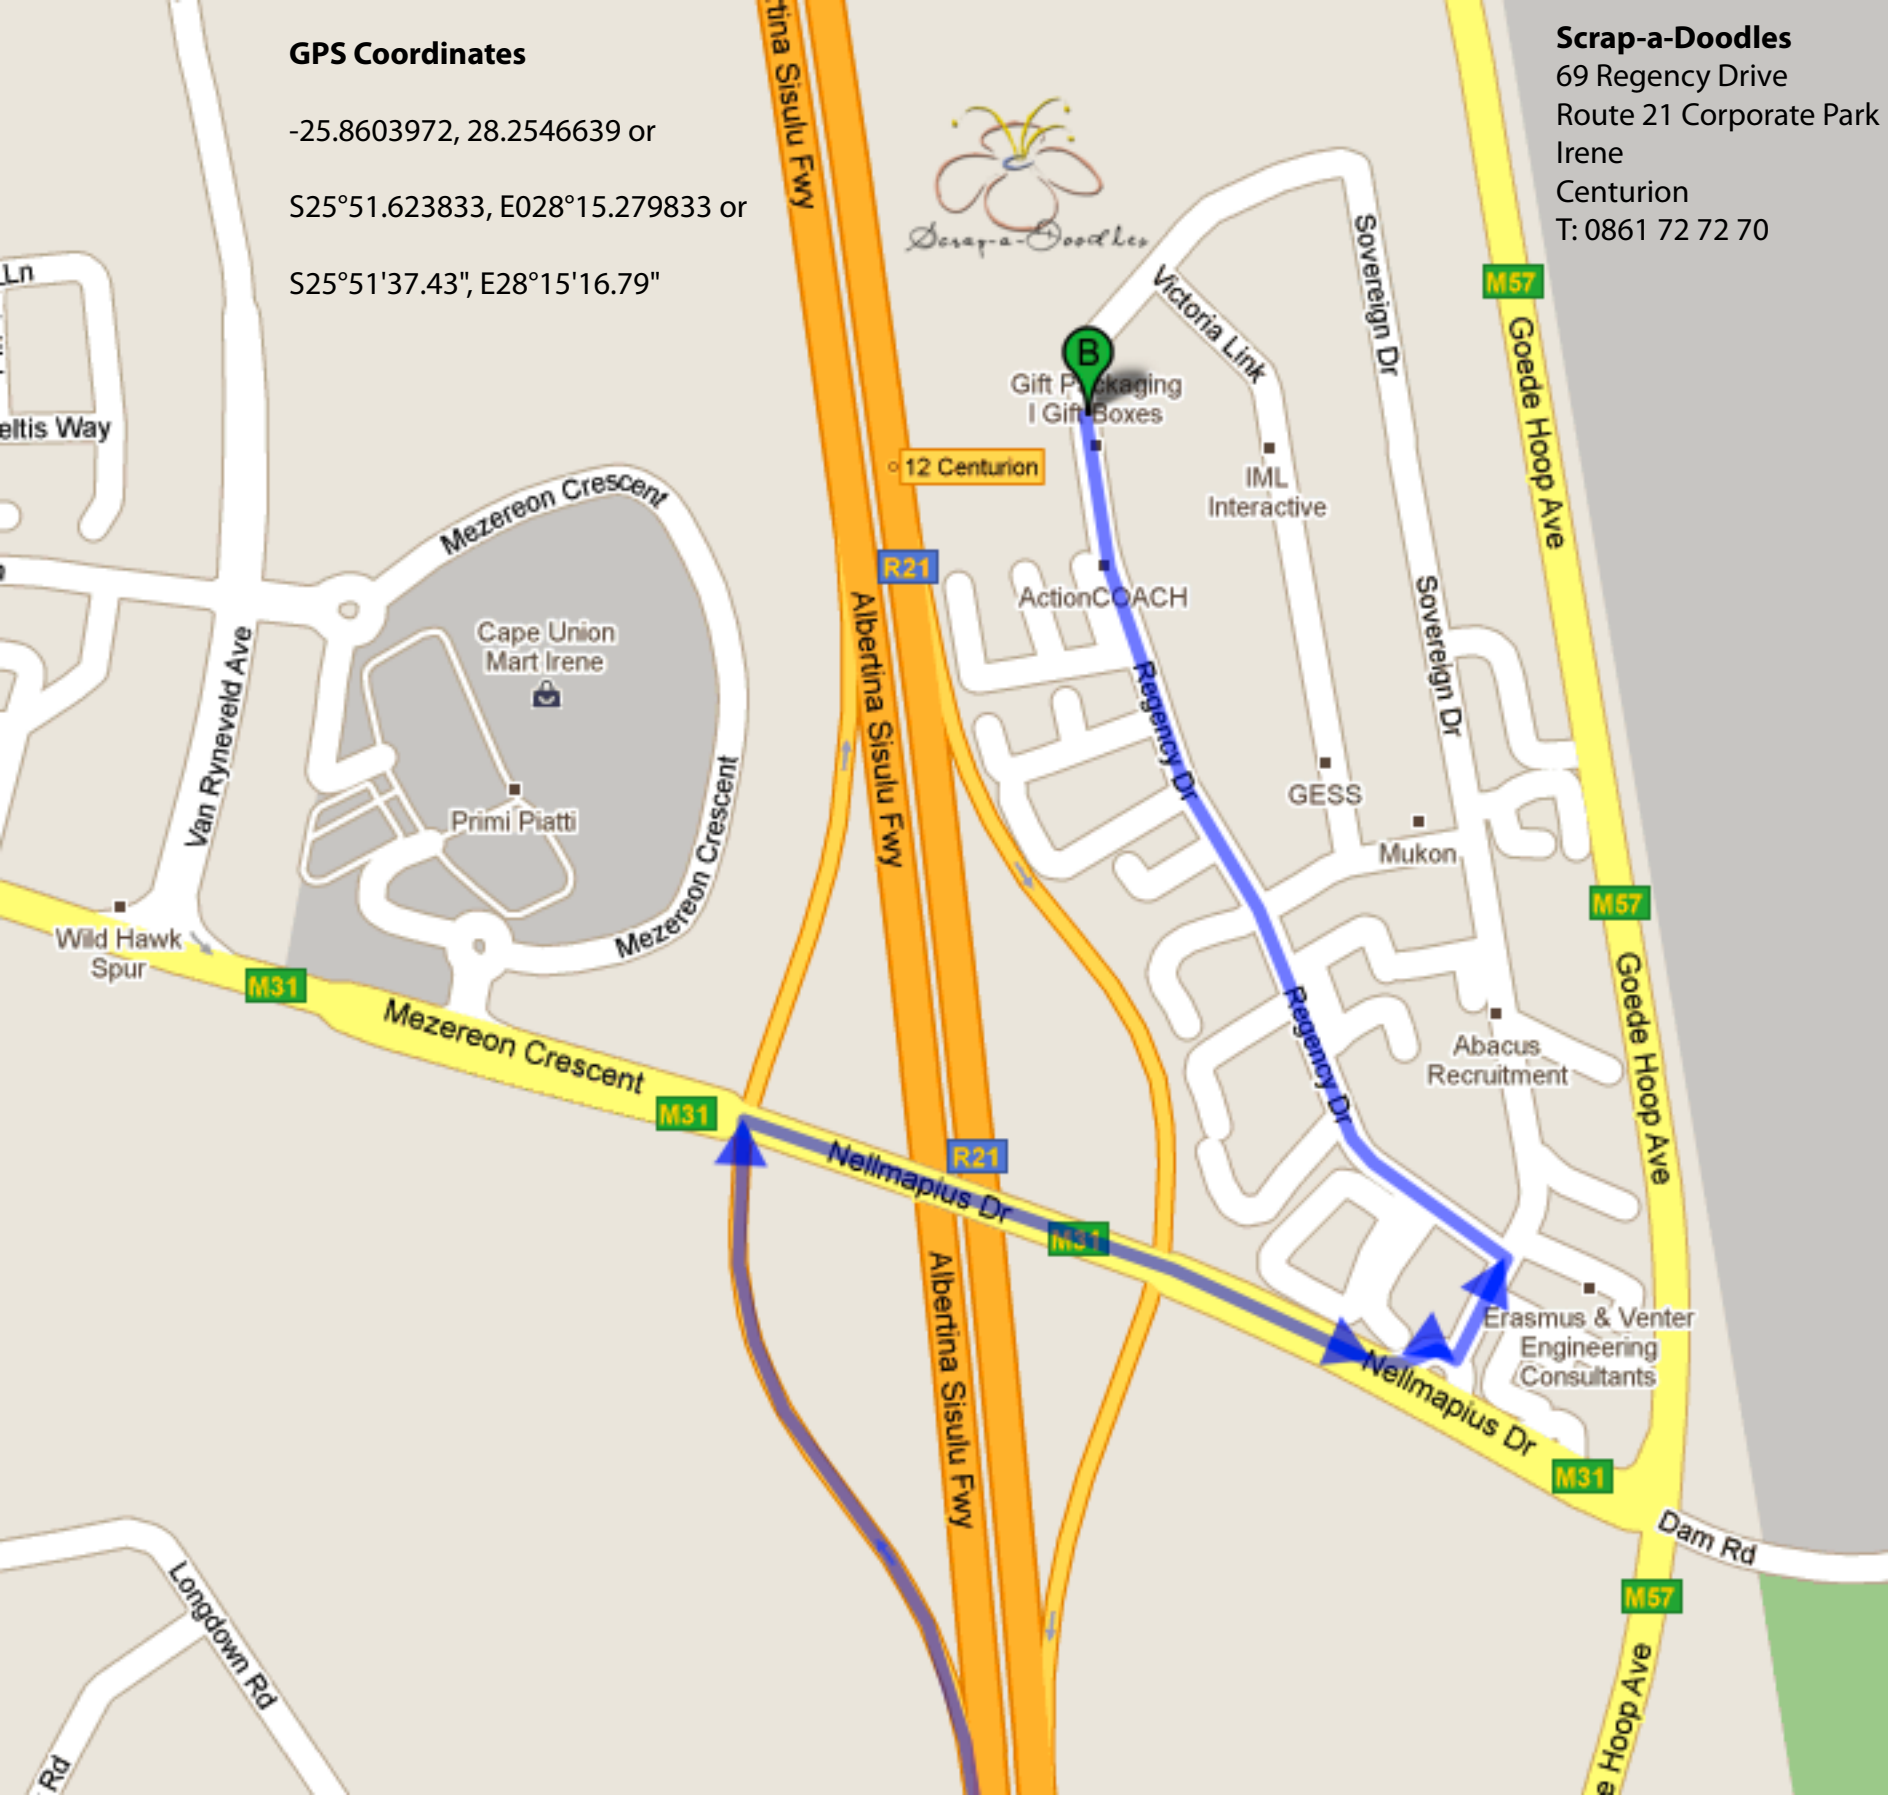 GPS Coordinates
-25.8603972, 28.2546639 or
S25°51.623833, E028°15.279833 or
S25°51'37.43", E28°15'16.79"
Scrap-a-Doodles
69 Regency Drive
Route 21 Corporate Park
Irene
Centurion
T: 0861 72 72 70
rtina Sisulu Fwy
Scrap-a-Doodles
Ln
eltis Way
Victoria Link
Sovereign Dr
M57
Goede Hoop Ave
B
Gift Packaging
| Gift Boxes
12 Centurion
IML
Interactive
Mezereon Crescent
R21
ActionCOACH
Albertina Sisulu Fwy
Cape Union
Mart Irene
Van Ryneveld Ave
Regency Dr
Sovereign Dr
Primi Piatti
Mezereon Crescent
GESS
Mukon
M57
Wild Hawk
Spur
M31
Mezereon Crescent
Regency Dr
Abacus
Recruitment
Goede Hoop Ave
M31
Nellmapius Dr
R21
M31
Albertina Sisulu Fwy
Erasmus & Venter
Engineering
Consultants
Nellmapius Dr
M31
Dam Rd
M57
Longdown Rd
e Hoop Ave
Rd